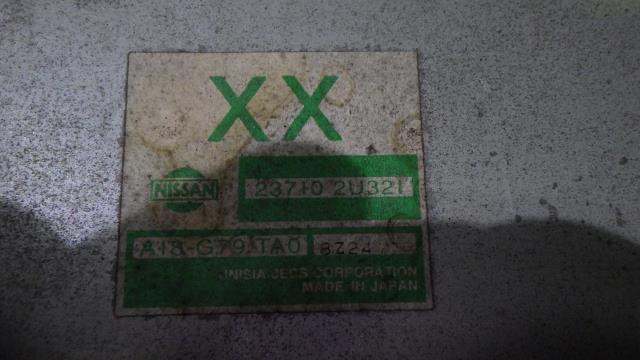 XX
NISSAN 23710 2U321
A18-G79 TA0 8Z24
UNISIA JECS CORPORATION
MADE IN JAPAN